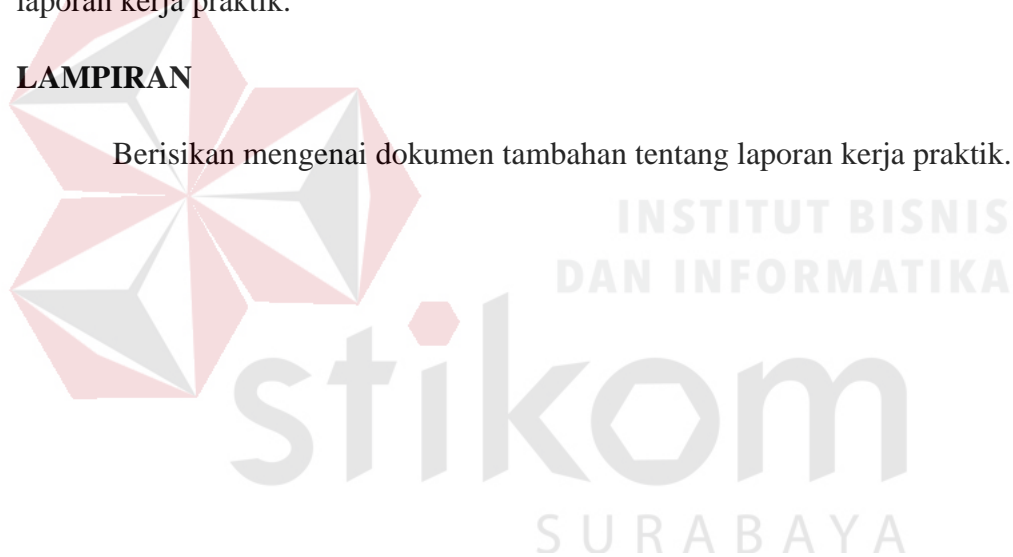 laporan kerja praktik.
LAMPIRAN
Berisikan mengenai dokumen tambahan tentang laporan kerja praktik.
INSTITUT BISNIS
DAN INFORMATIKA
stikom
SURABAYA